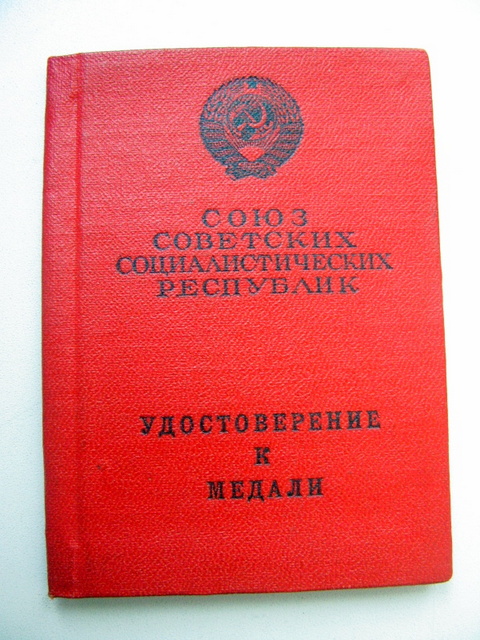 СОЮЗ
СОВЕТСКИХ
СОЦИАЛИСТИЧЕСКИХ
РЕСПУБЛИК
УДОСТОВЕРЕНИЕ
К
МЕДАЛИ